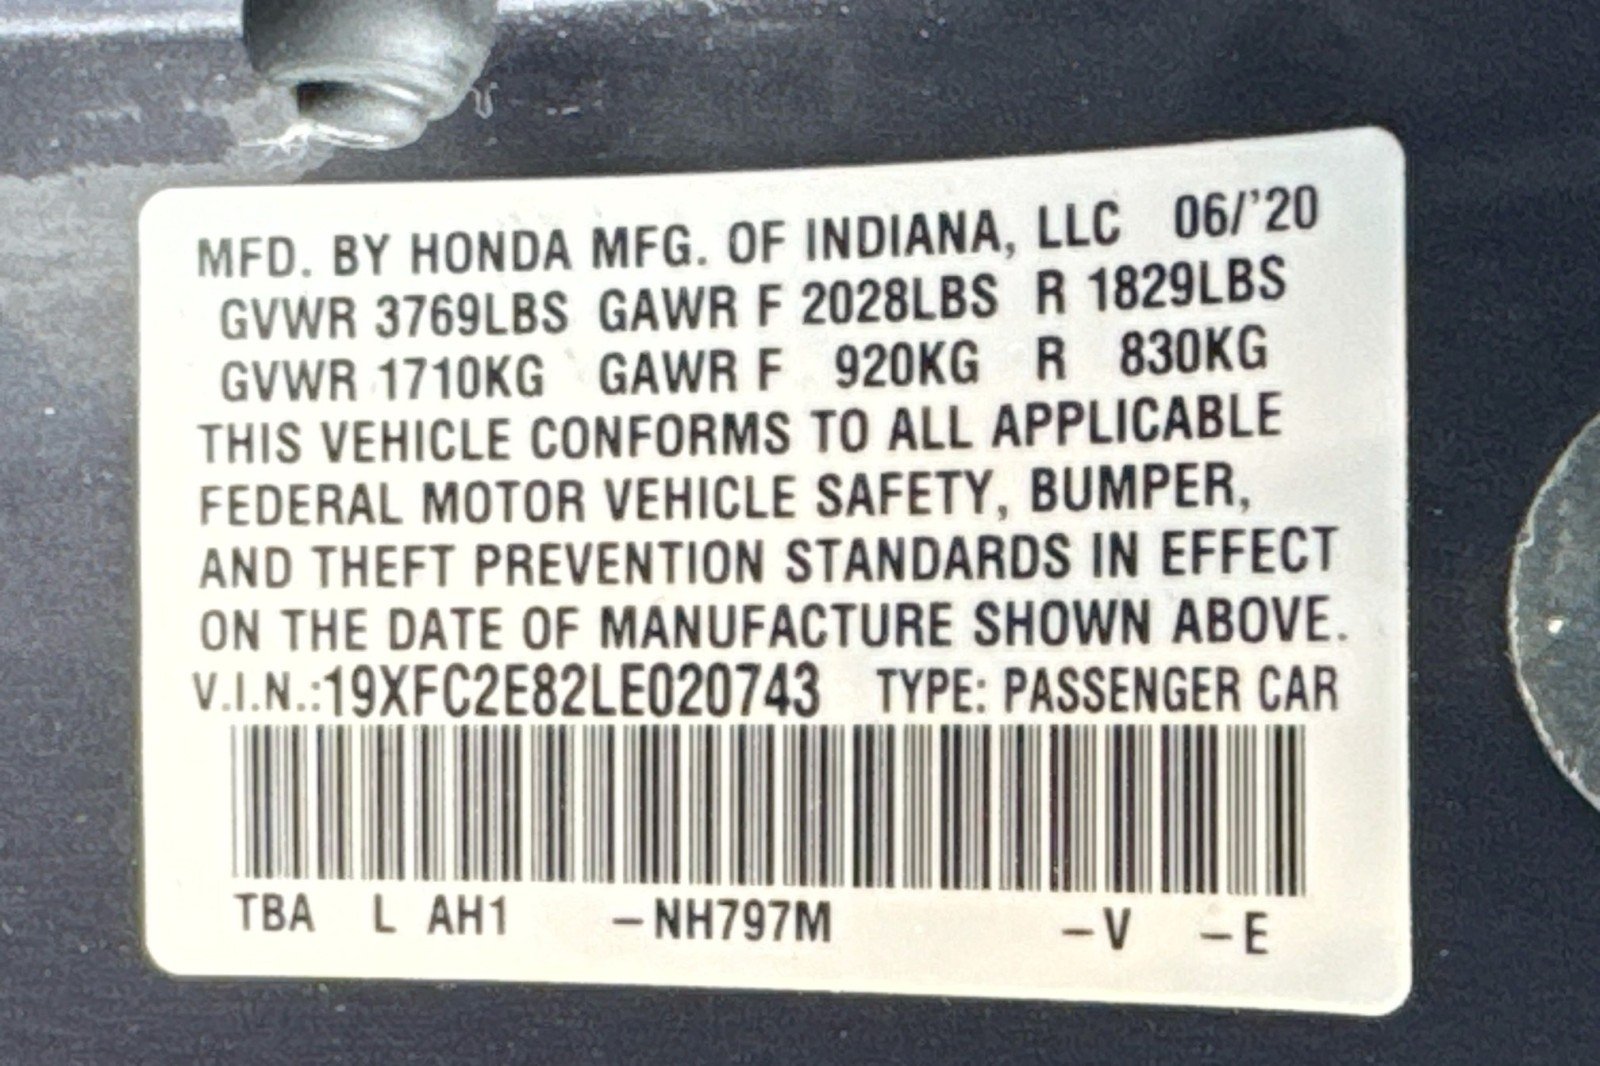 MFD. BY HONDA MFG. OF INDIANA, LLC 06/'20
GVWR 3769LBS GAWR F 2028LBS R 1829LBS
GVWR 1710KG GAWR F 920KG R 830KG
THIS VEHICLE CONFORMS TO ALL APPLICABLE
FEDERAL MOTOR VEHICLE SAFETY, BUMPER,
AND THEFT PREVENTION STANDARDS IN EFFECT
ON THE DATE OF MANUFACTURE SHOWN ABOVE.
V.I.N.:19XFC2E82LE020743 TYPE: PASSENGER CAR
TBA L AH1 –NH797M –V –E